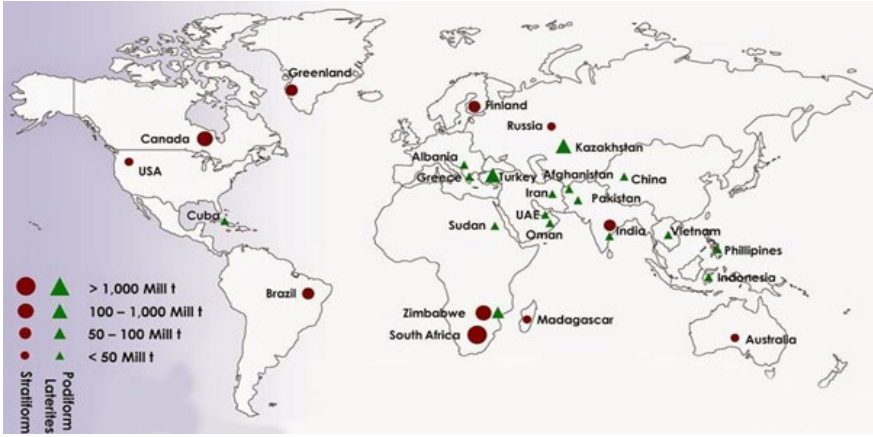 Greenland
Finland
Canada
Russia
Kazakhstan
Albania
USA
Greece
Turkey
Afghanistan
China
Iran
Pakistan
Cuba
UAE
Sudan
Oman
India
Vietnam
Phillipines
Indonesia
> 1,000 Mill t
Brazil
100 – 1,000 Mill t
Zimbabwe
Madagascar
50 – 100 Mill t
South Africa
Australia
< 50 Mill t
Stratiform
Podiform
Laterites